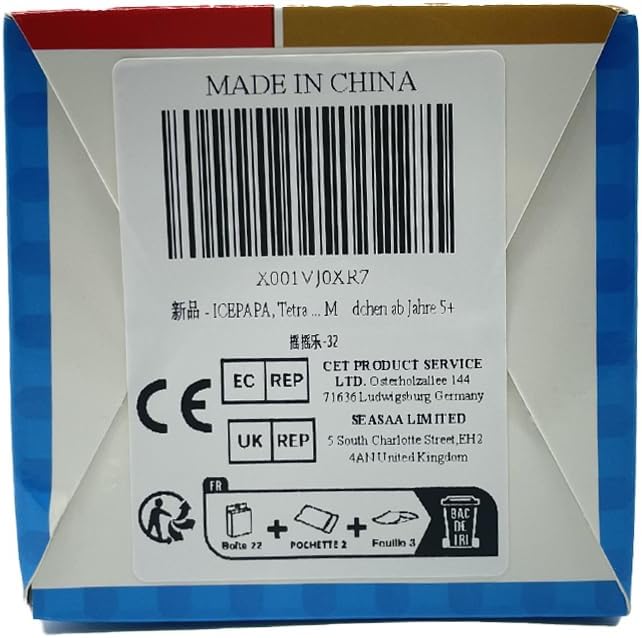 MADE IN CHINA
X001VJ0XR7
新品 - ICEPAPA, Tetra ... M dchen ab Jahre 5+
摇摇乐-32
CE
EC REP
CET PRODUCT SERVICE
LTD. Osterholzallee 144
71636 Ludwigsburg Germany
UK REP
SEASAA LIMITED
5 South Charlotte Street,EH2
4AN United Kingdom
FR
Boîte 22 + POCHETTE 2 + Feuille 3
BAC
DE
TRI